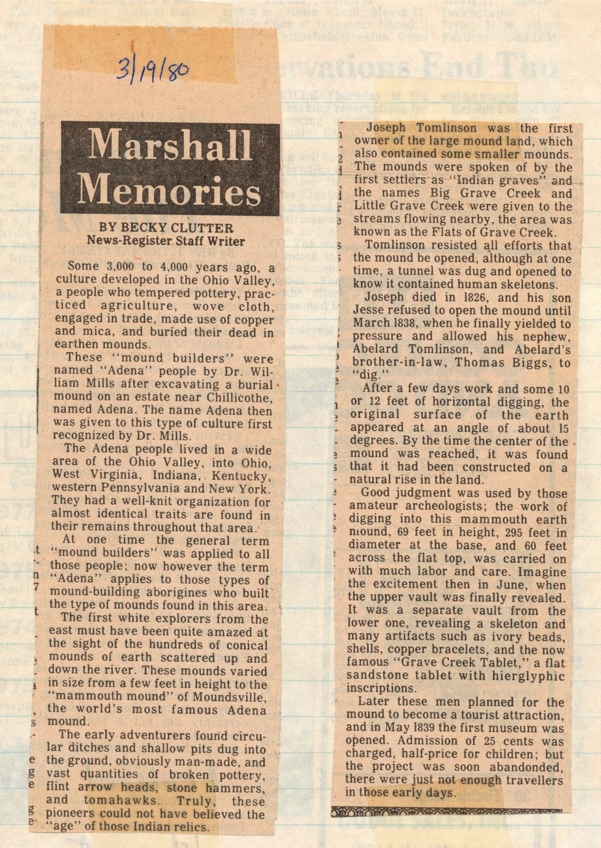 3/19/80
Marshall
Memories
BY BECKY CLUTTER
News-Register Staff Writer
Some 3,000 to 4,000 years ago, a
culture developed in the Ohio Valley,
a people who tempered pottery, prac-
ticed agriculture, wove cloth,
engaged in trade, made use of copper
and mica, and buried their dead in
earthen mounds.
These "mound builders" were
named "Adena" people by Dr. Wil-
liam Mills after excavating a burial
mound on an estate near Chillicothe,
named Adena. The name Adena then
was given to this type of culture first
recognized by Dr. Mills.
The Adena people lived in a wide
area of the Ohio Valley, into Ohio,
West Virginia, Indiana, Kentucky,
western Pennsylvania and New York.
They had a well-knit organization for
almost identical traits are found in
their remains throughout that area.
At one time the general term
"mound builders" was applied to all
those people; now however the term
"Adena" applies to those types of
mound-building aborigines who built
the type of mounds found in this area.
The first white explorers from the
east must have been quite amazed at
the sight of the hundreds of conical
mounds of earth scattered up and
down the river. These mounds varied
in size from a few feet in height to the
"mammoth mound" of Moundsville,
the world's most famous Adena
mound.
The early adventurers found circu-
lar ditches and shallow pits dug into
the ground, obviously man-made, and
vast quantities of broken pottery,
flint arrow heads, stone hammers,
and tomahawks. Truly, these
pioneers could not have believed the
"age" of those Indian relics.
Joseph Tomlinson was the first
owner of the large mound land, which
also contained some smaller mounds.
The mounds were spoken of by the
first settlers as "Indian graves" and
the names Big Grave Creek and
Little Grave Creek were given to the
streams flowing nearby, the area was
known as the Flats of Grave Creek.
Tomlinson resisted all efforts that
the mound be opened, although at one
time, a tunnel was dug and opened to
know it contained human skeletons.
Joseph died in 1826, and his son
Jesse refused to open the mound until
March 1838, when he finally yielded to
pressure and allowed his nephew,
Abelard Tomlinson, and Abelard's
brother-in-law, Thomas Biggs, to
"dig."
After a few days work and some 10
or 12 feet of horizontal digging, the
original surface of the earth
appeared at an angle of about 15
degrees. By the time the center of the
mound was reached, it was found
that it had been constructed on a
natural rise in the land.
Good judgment was used by those
amateur archeologists; the work of
digging into this mammoth earth
mound, 69 feet in height, 295 feet in
diameter at the base, and 60 feet
across the flat top, was carried on
with much labor and care. Imagine
the excitement then in June, when
the upper vault was finally revealed.
It was a separate vault from the
lower one, revealing a skeleton and
many artifacts such as ivory beads,
shells, copper bracelets, and the now
famous "Grave Creek Tablet," a flat
sandstone tablet with hierglyphic
inscriptions.
Later these men planned for the
mound to become a tourist attraction,
and in May 1839 the first museum was
opened. Admission of 25 cents was
charged, half-price for children; but
the project was soon abandoned,
there were just not enough travellers
in those early days.